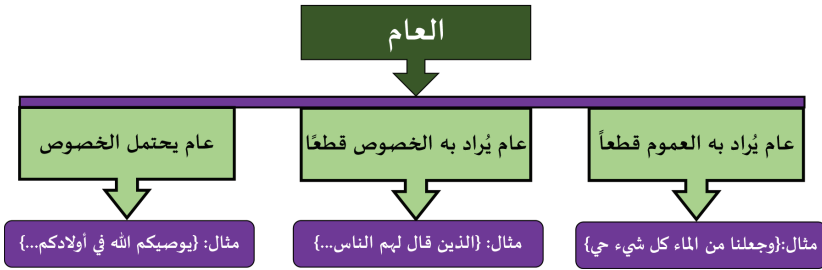 العام
عام يُراد به العموم قطعاً
عام يُراد به الخصوص قطعًا
عام يحتمل الخصوص
مثال:{وجعلنا من الماء كل شيء حي}
مثال: {الذين قال لهم الناس...}
مثال: {يوصيكم الله في أولادكم...}